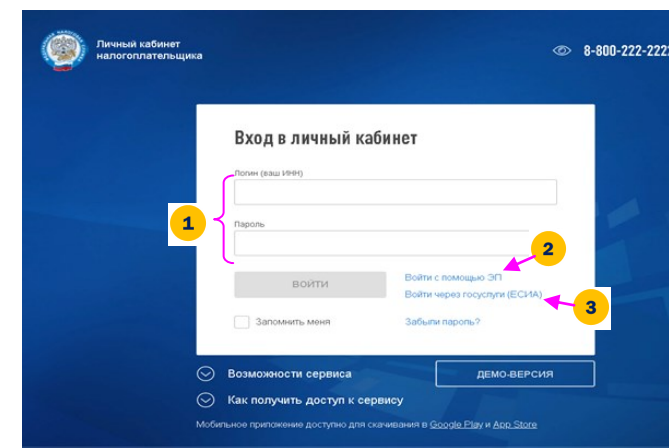 Личный кабинет
налогоплательщика
8-800-222-2222
Вход в личный кабинет
Логин (ваш ИНН)
1
Пароль
2
ВОЙТИ
Войти с помощью ЭП
Войти через госуслуги (ЕСИА)
3
Запомнить меня
Забыли пароль?
Возможности сервиса
ДЕМО-ВЕРСИЯ
Как получить доступ к сервису
Мобильное приложение доступно для скачивания в Google Play и App Store